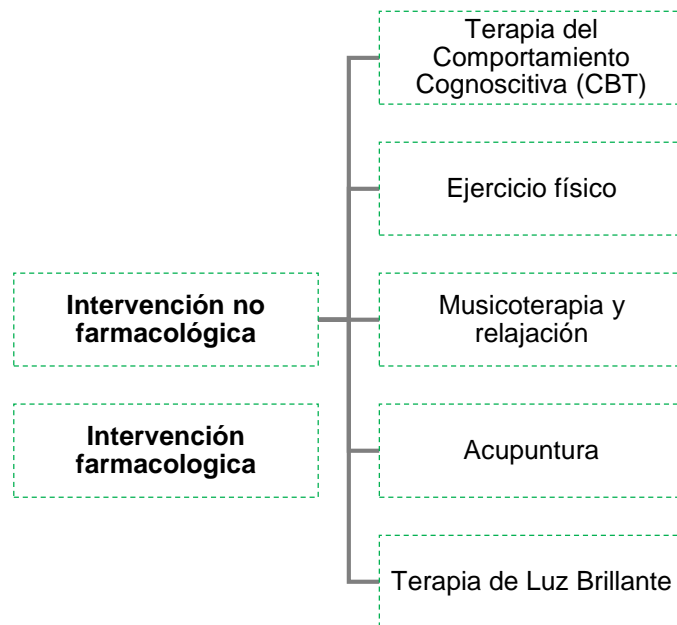 Intervención no
farmacológica
Intervención
farmacologica
Terapia del
Comportamiento
Cognoscitiva (CBT)
Ejercicio físico
Musicoterapia y
relajación
Acupuntura
Terapia de Luz Brillante